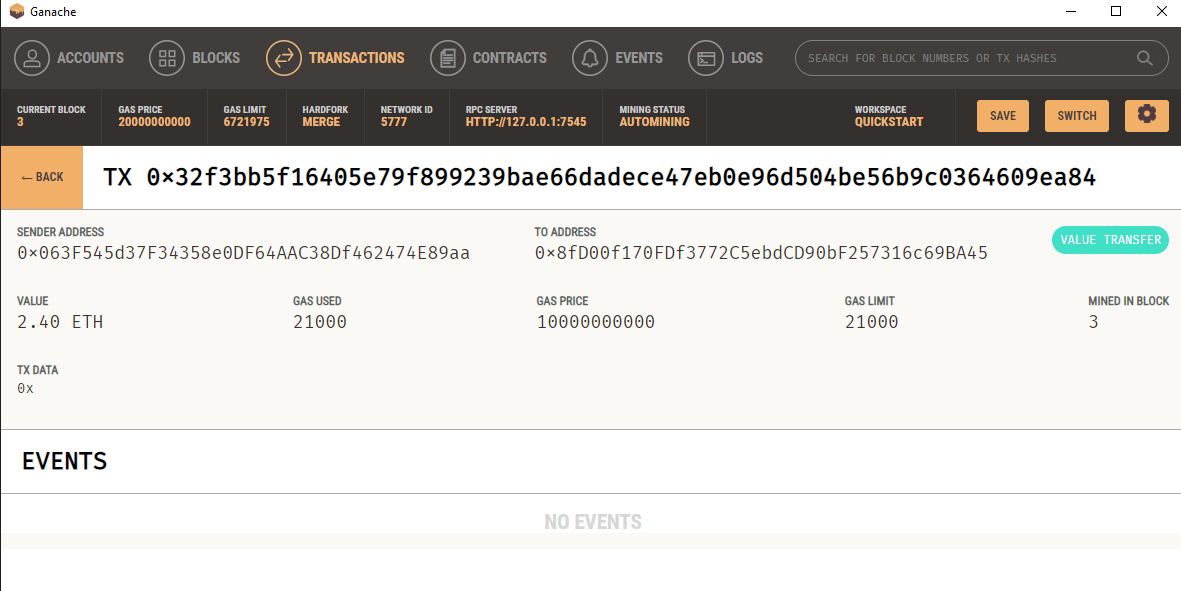 Ganache
ACCOUNTS BLOCKS TRANSACTIONS CONTRACTS EVENTS LOGS SEARCH FOR BLOCK NUMBERS OR TX HASHES
CURRENT BLOCK GAS PRICE GAS LIMIT HARDFORK NETWORK ID RPC SERVER MINING STATUS WORKSPACE
3 20000000000 6721975 MERGE 5777 HTTP://127.0.0.1:7545 AUTOMINING QUICKSTART SAVE SWITCH
← BACK TX 0×32f3bb5f16405e79f899239bae66dadece47eb0e96d504be56b9c0364609ea84
SENDER ADDRESS TO ADDRESS
0×063F545d37F34358e0DF64AAC38Df462474E89aa 0×8fD00f170FDf3772C5ebdCD90bF257316c69BA45 VALUE TRANSFER
VALUE GAS USED GAS PRICE GAS LIMIT MINED IN BLOCK
2.40 ETH 21000 10000000000 21000 3
TX DATA
0x
EVENTS
NO EVENTS